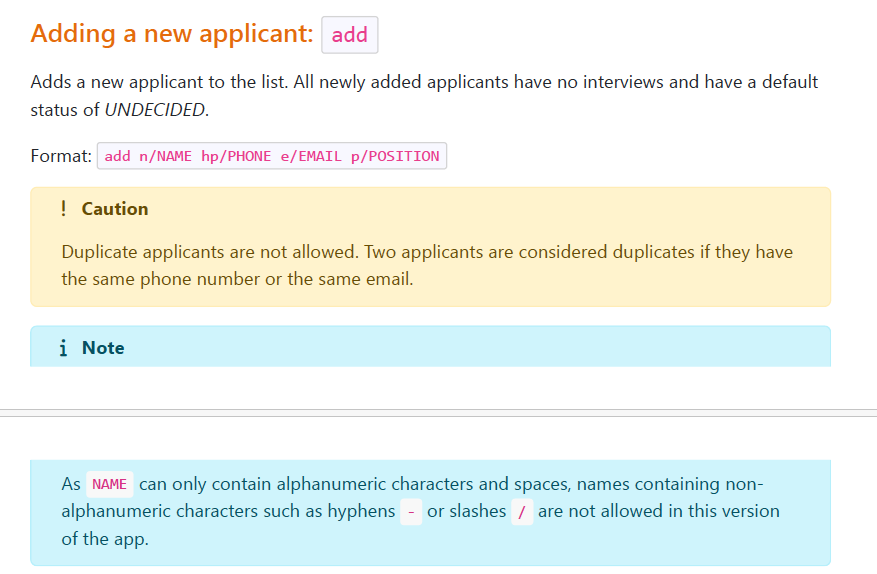 Adding a new applicant: add
Adds a new applicant to the list. All newly added applicants have no interviews and have a default
status of UNDECIDED.
Format: add n/NAME hp/PHONE e/EMAIL p/POSITION
! Caution
Duplicate applicants are not allowed. Two applicants are considered duplicates if they have
the same phone number or the same email.
i Note
As NAME can only contain alphanumeric characters and spaces, names containing non-
alphanumeric characters such as hyphens - or slashes / are not allowed in this version
of the app.